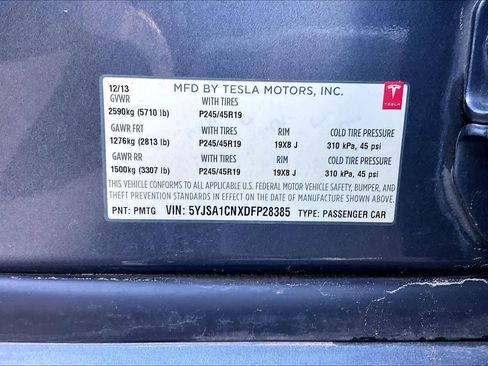 12/13 MFD BY TESLA MOTORS, INC.
TESLA
GVWR WITH TIRES
2590kg (5710 lb) P245/45R19
GAWR FRT WITH TIRES RIM COLD TIRE PRESSURE
1276kg (2813 lb) P245/45R19 19X8 J 310 kPa, 45 psi
GAWR RR WITH TIRES RIM COLD TIRE PRESSURE
1500kg (3307 lb) P245/45R19 19X8 J 310 kPa, 45 psi
THIS VEHICLE CONFORMS TO ALL APPLICABLE U.S. FEDERAL MOTOR VEHICLE SAFETY, BUMPER, AND
THEFT PREVENTION STANDARDS IN EFFECT ON THE DATE OF MANUFACTURE SHOWN ABOVE.
PNT: PMTG VIN: 5YJSA1CNXDFP28385 TYPE: PASSENGER CAR